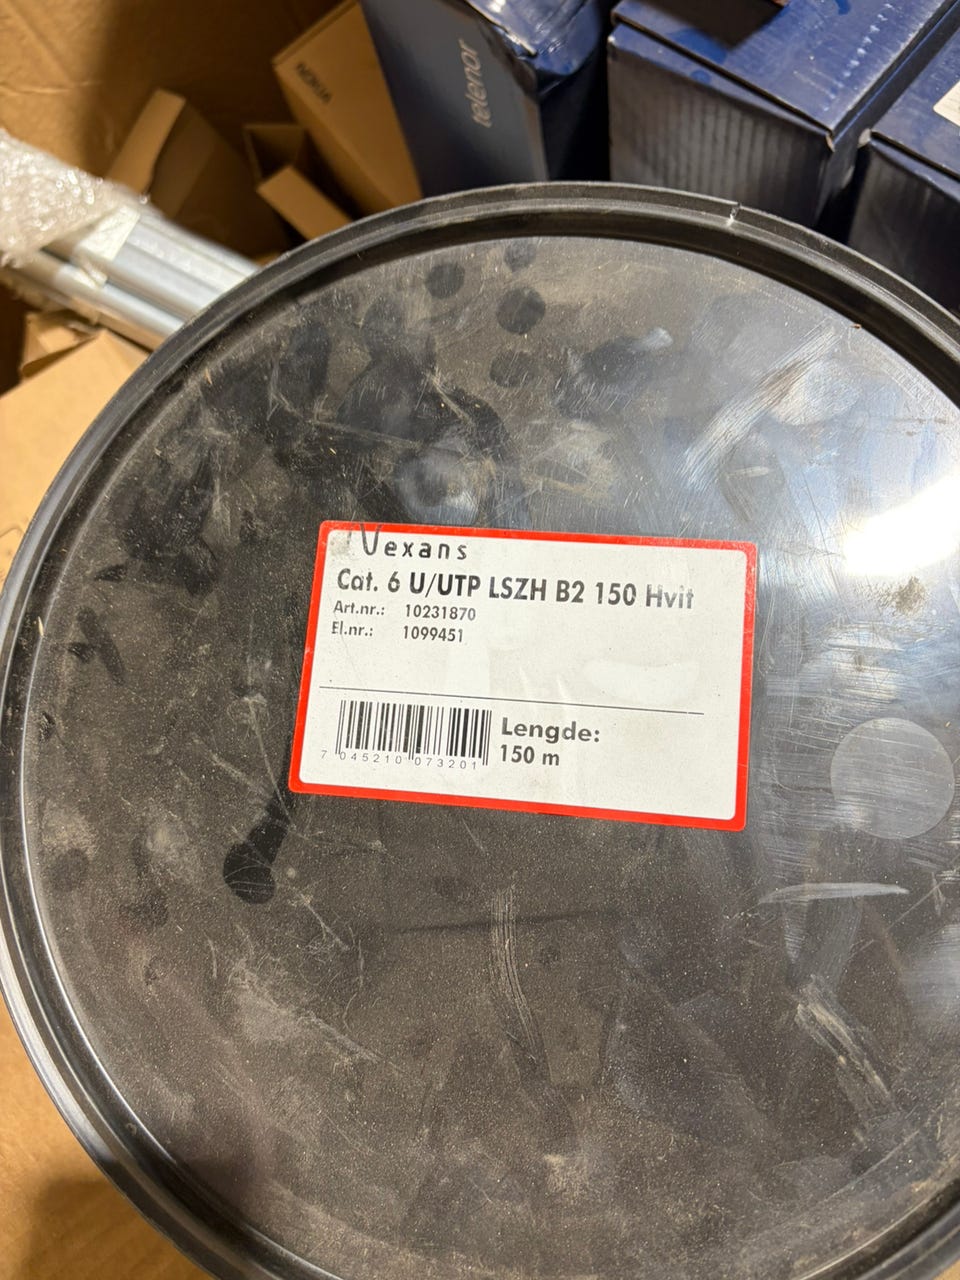 telenor
NOKIA
Nexans
Cat. 6 U/UTP LSZH B2 150 Hvit
Art.nr.: 10231870
El.nr.: 1099451
Lengde:
150 m
7 045210 073201